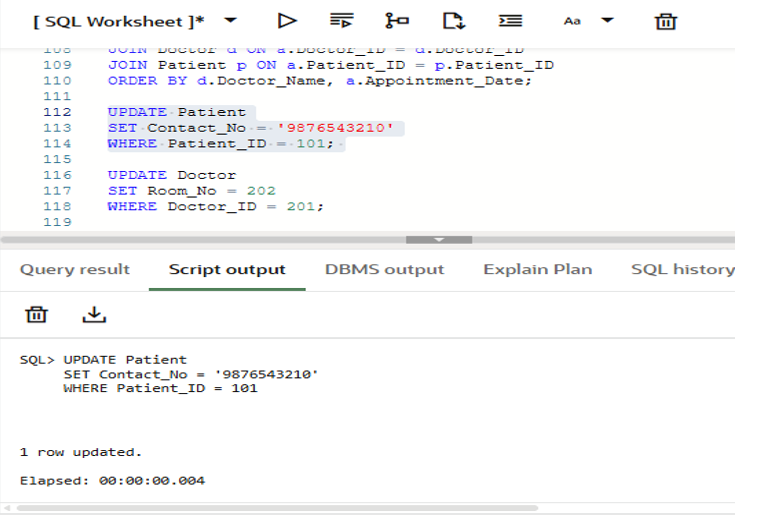 [ SQL Worksheet ]*
Aa
108 JOIN Doctor d ON a.Doctor_ID = d.Doctor_ID
109 JOIN Patient p ON a.Patient_ID = p.Patient_ID
110 ORDER BY d.Doctor_Name, a.Appointment_Date;
111
112 UPDATE Patient
113 SET Contact_No = '9876543210'
114 WHERE Patient_ID = 101;
115
116 UPDATE Doctor
117 SET Room_No = 202
118 WHERE Doctor_ID = 201;
119
Query result Script output DBMS output Explain Plan SQL history
SQL> UPDATE Patient
SET Contact_No = '9876543210'
WHERE Patient_ID = 101
1 row updated.
Elapsed: 00:00:00.004